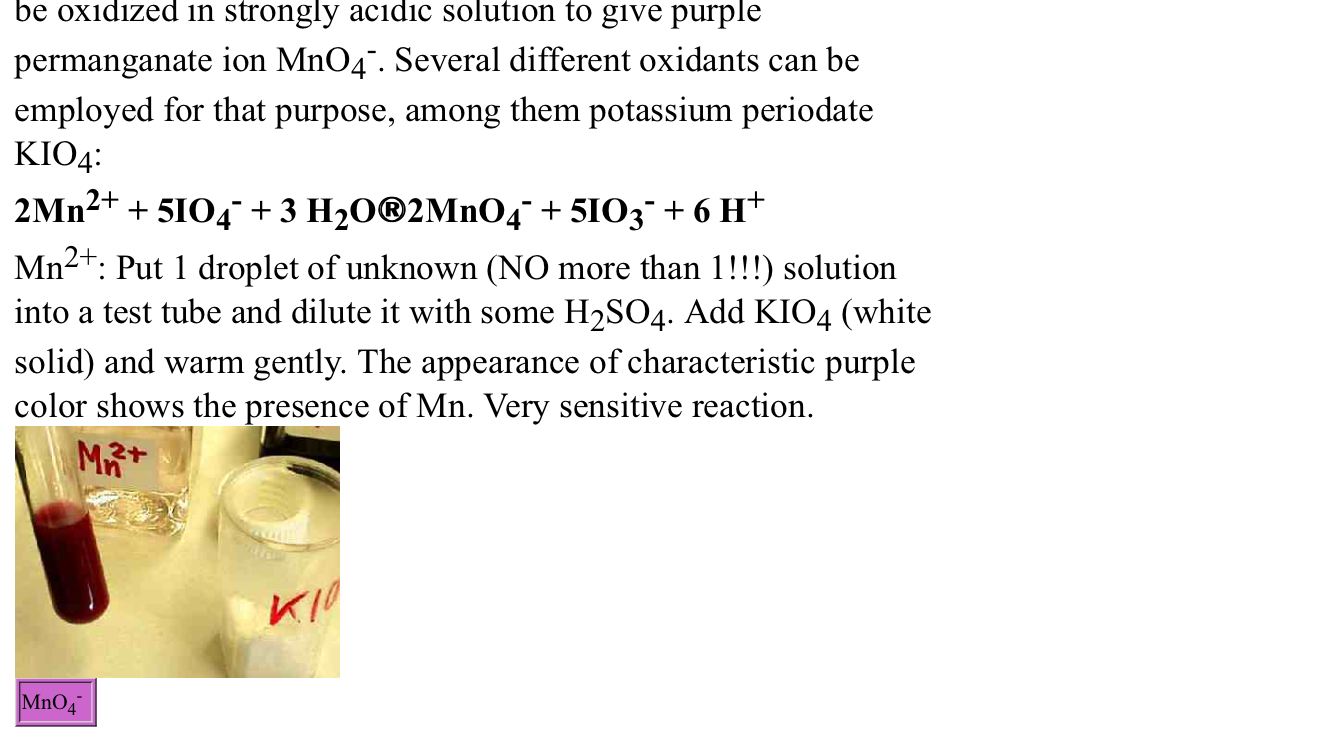 be oxidized in strongly acidic solution to give purple
permanganate ion MnO₄⁻. Several different oxidants can be
employed for that purpose, among them potassium periodate
KIO₄:
2Mn²⁺ + 5IO₄⁻ + 3 H₂O®2MnO₄⁻ + 5IO₃⁻ + 6 H⁺
Mn²⁺: Put 1 droplet of unknown (NO more than 1!!!) solution
into a test tube and dilute it with some H₂SO₄. Add KIO₄ (white
solid) and warm gently. The appearance of characteristic purple
color shows the presence of Mn. Very sensitive reaction.
Mn²⁺
KIO
MnO₄⁻